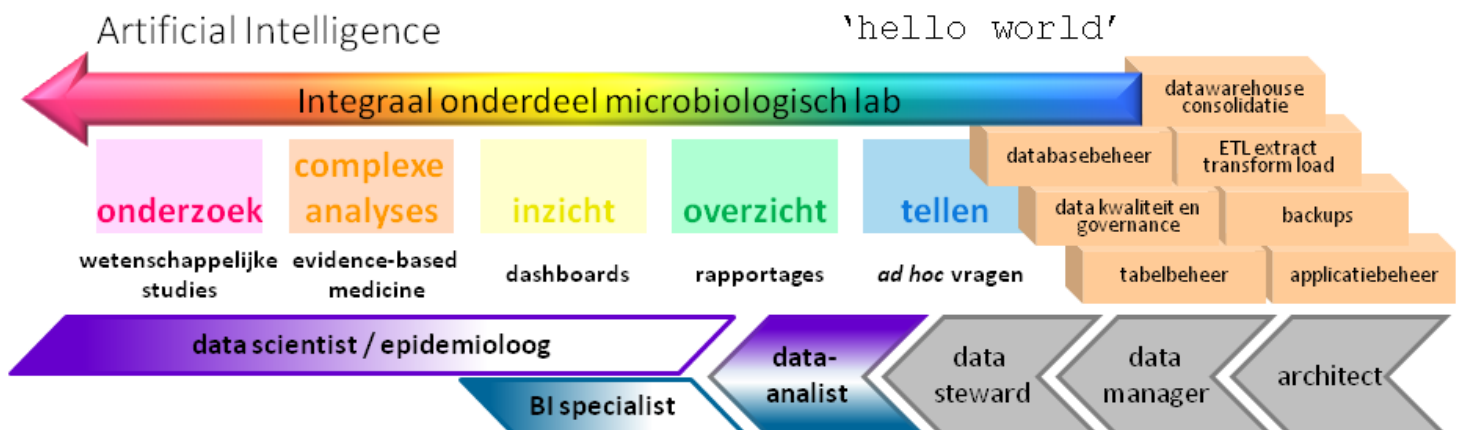 Artificial Intelligence
‘hello world’
Integraal onderdeel microbiologisch lab
datawarehouse
consolidatie
databasebeheer
ETL extract
transform load
data kwaliteit en
governance
backups
tabelbeheer
applicatiebeheer
onderzoek
wetenschappelijke
studies
complexe
analyses
evidence-based
medicine
inzicht
dashboards
overzicht
rapportages
tellen
ad hoc vragen
data scientist / epidemioloog
BI specialist
data-
analist
data
steward
data
manager
architect